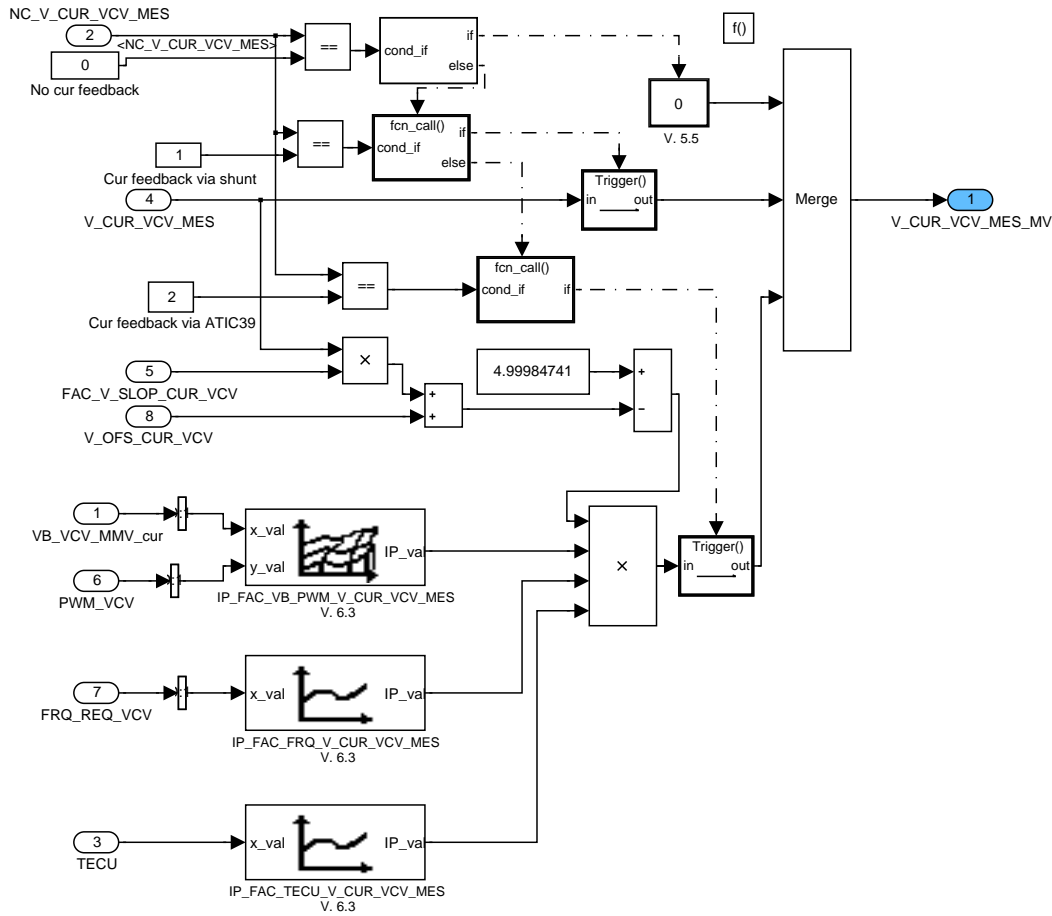 NC_V_CUR_VCV_MES
2
<NC_V_CUR_VCV_MES>
0
No cur feedback
==
cond_if
if
else
f()
0
V. 5.5
1
Cur feedback via shunt
==
fcn_call()
cond_if
if
else
4
V_CUR_VCV_MES
Trigger()
in
out
Merge
1
V_CUR_VCV_MES_MV
2
Cur feedback via ATIC39
==
fcn_call()
cond_if
if
5
FAC_V_SLOP_CUR_VCV
×
8
V_OFS_CUR_VCV
+
+
4.99984741
+
−
1
VB_VCV_MMV_cur
6
PWM_VCV
x_val
y_val
IP_val
IP_FAC_VB_PWM_V_CUR_VCV_MES
V. 6.3
×
Trigger()
in
out
7
FRQ_REQ_VCV
x_val
IP_val
IP_FAC_FRQ_V_CUR_VCV_MES
V. 6.3
3
TECU
x_val
IP_val
IP_FAC_TECU_V_CUR_VCV_MES
V. 6.3